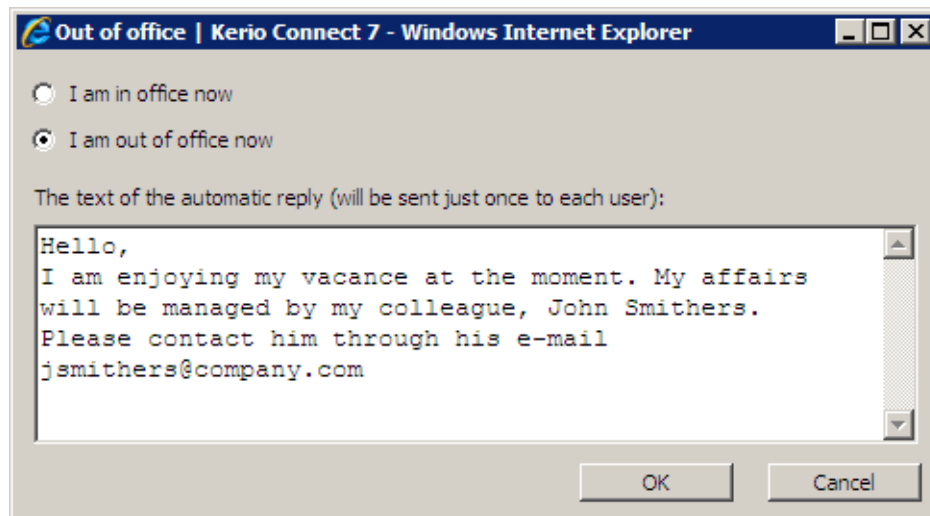 Out of office | Kerio Connect 7 - Windows Internet Explorer
I am in office now
I am out of office now
The text of the automatic reply (will be sent just once to each user):
Hello,
I am enjoying my vacance at the moment. My affairs
will be managed by my colleague, John Smithers.
Please contact him through his e-mail
jsmithers@company.com
OK Cancel